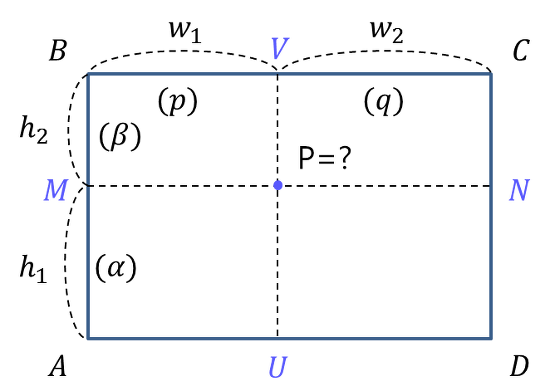 w₁ w₂
B V C
(p) (q)
h₂ (β)
P=?
M N
h₁ (α)
A U D